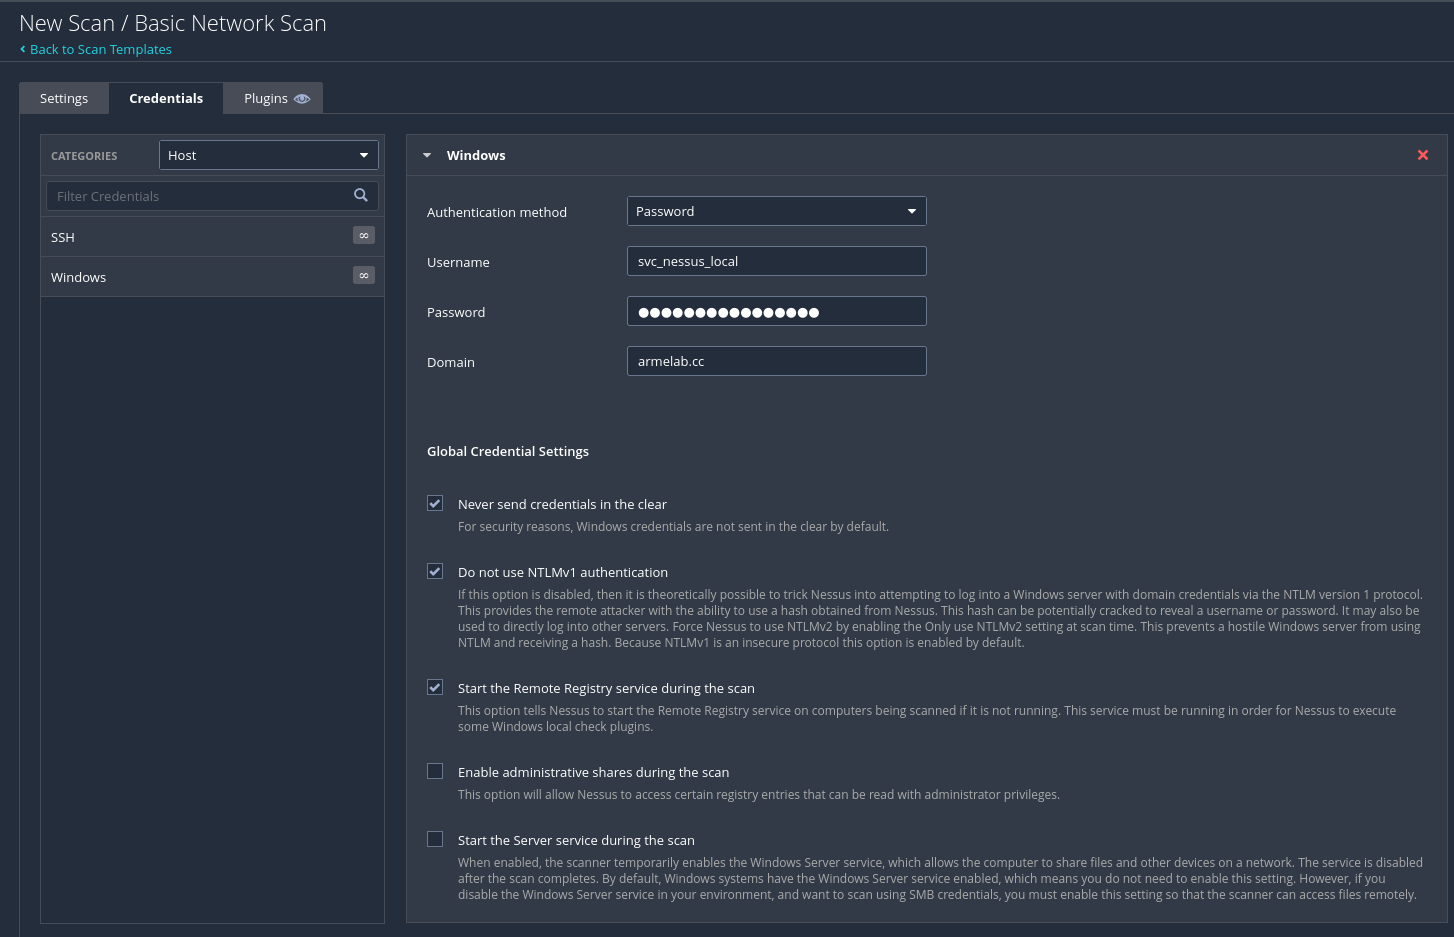 New Scan / Basic Network Scan
Back to Scan Templates
Settings
Credentials
Plugins
CATEGORIES
Host
Filter Credentials
SSH
∞
Windows
∞
Windows
Authentication method
Password
Username
svc_nessus_local
Password
●●●●●●●●●●●●●●●●
Domain
armelab.cc
Global Credential Settings
Never send credentials in the clear
For security reasons, Windows credentials are not sent in the clear by default.
Do not use NTLMv1 authentication
If this option is disabled, then it is theoretically possible to trick Nessus into attempting to log into a Windows server with domain credentials via the NTLM version 1 protocol.
This provides the remote attacker with the ability to use a hash obtained from Nessus. This hash can be potentially cracked to reveal a username or password. It may also be
used to directly log into other servers. Force Nessus to use NTLMv2 by enabling the Only use NTLMv2 setting at scan time. This prevents a hostile Windows server from using
NTLM and receiving a hash. Because NTLMv1 is an insecure protocol this option is enabled by default.
Start the Remote Registry service during the scan
This option tells Nessus to start the Remote Registry service on computers being scanned if it is not running. This service must be running in order for Nessus to execute
some Windows local check plugins.
Enable administrative shares during the scan
This option will allow Nessus to access certain registry entries that can be read with administrator privileges.
Start the Server service during the scan
When enabled, the scanner temporarily enables the Windows Server service, which allows the computer to share files and other devices on a network. The service is disabled
after the scan completes. By default, Windows systems have the Windows Server service enabled, which means you do not need to enable this setting. However, if you
disable the Windows Server service in your environment, and want to scan using SMB credentials, you must enable this setting so that the scanner can access files remotely.